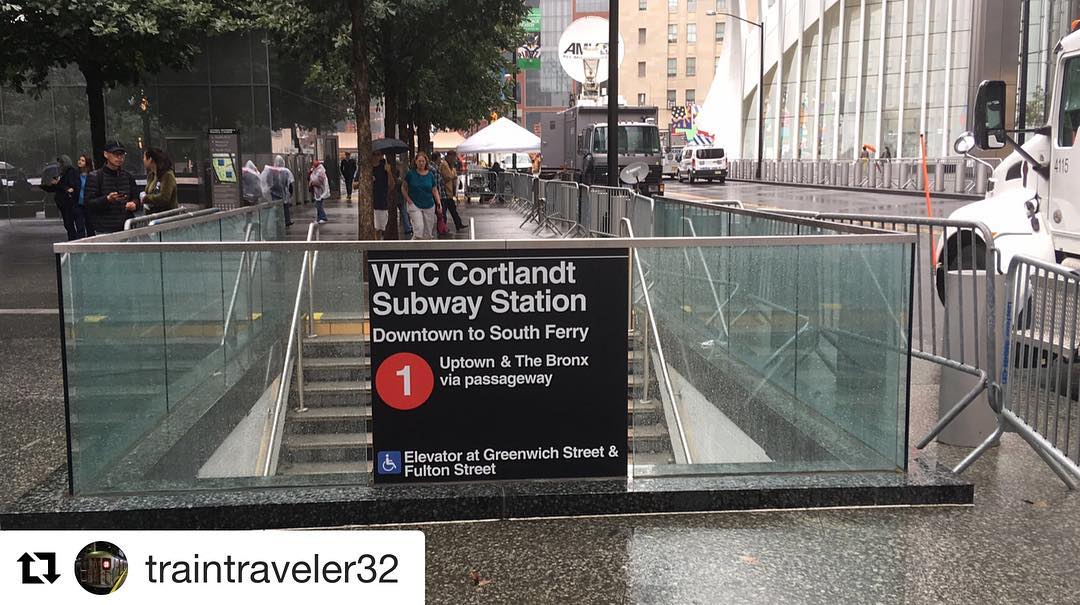 AMV
WTC Cortlandt
Subway Station
Downtown to South Ferry
1
Uptown & The Bronx
via passageway
Elevator at Greenwich Street &
Fulton Street
4115
traintraveler32